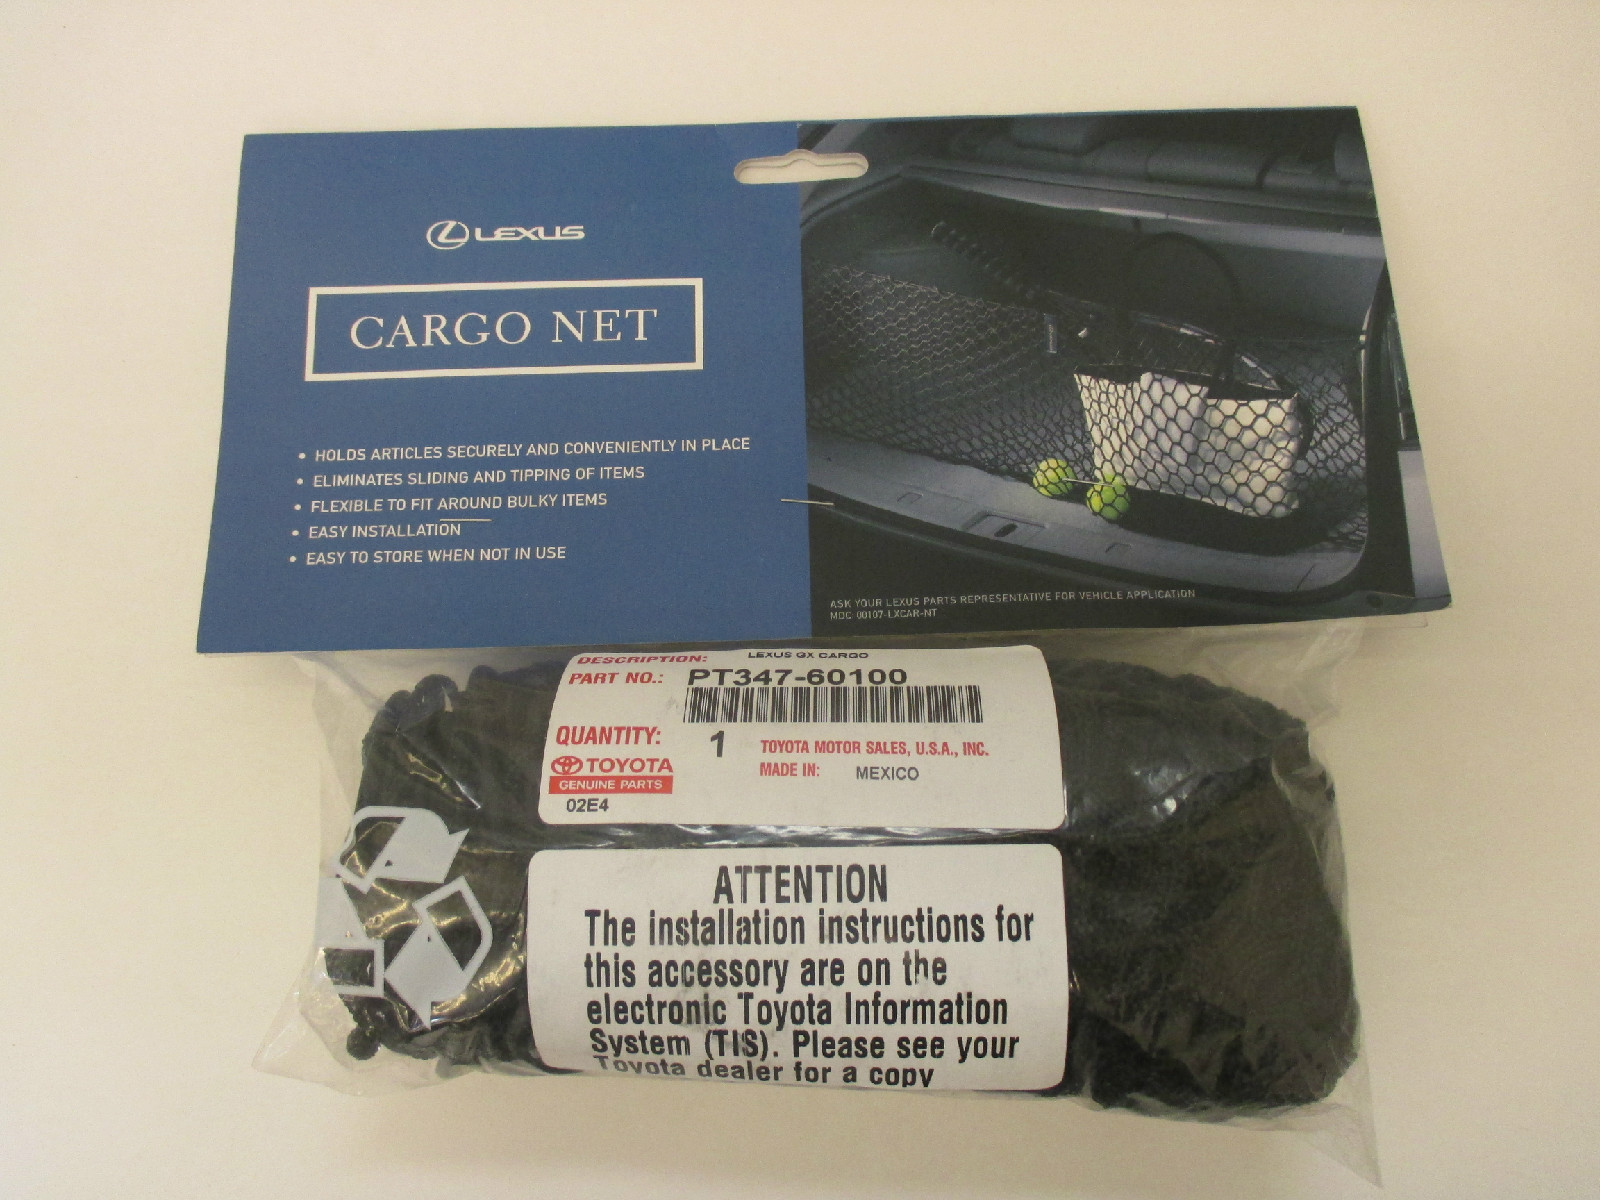 LEXUS
CARGO NET
• HOLDS ARTICLES SECURELY AND CONVENIENTLY IN PLACE
• ELIMINATES SLIDING AND TIPPING OF ITEMS
• FLEXIBLE TO FIT AROUND BULKY ITEMS
• EASY INSTALLATION
• EASY TO STORE WHEN NOT IN USE
ASK YOUR LEXUS PARTS REPRESENTATIVE FOR VEHICLE APPLICATION
MDC: 00107-LXCAR-NT
DESCRIPTION: LEXUS GX CARGO
PART NO.: PT347-60100
QUANTITY: 1 TOYOTA MOTOR SALES, U.S.A., INC.
TOYOTA MADE IN: MEXICO
GENUINE PARTS
02E4
ATTENTION
The installation instructions for
this accessory are on the
electronic Toyota Information
System (TIS). Please see your
Toyota dealer for a copy